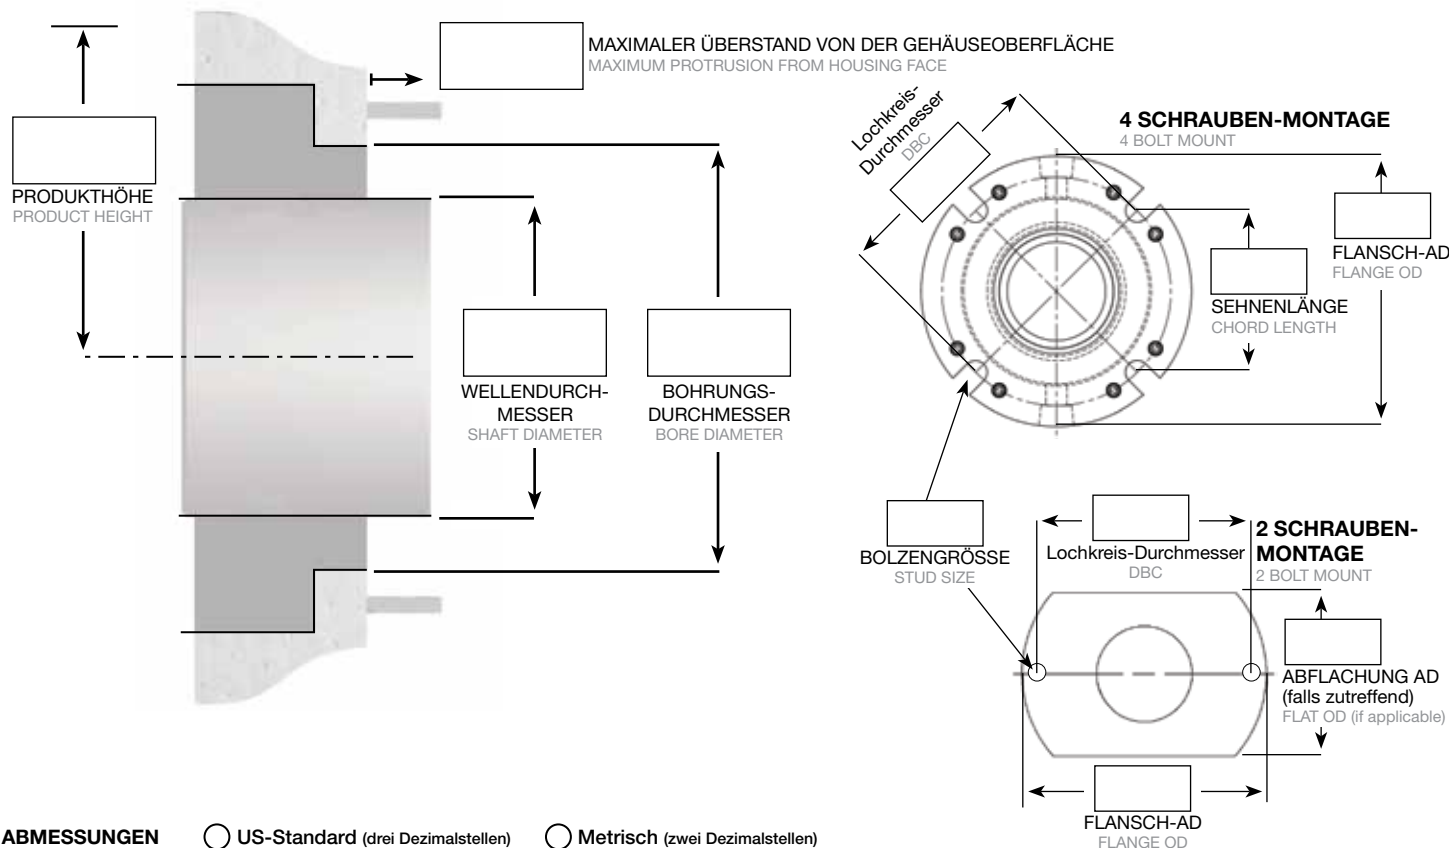 MAXIMALER ÜBERSTAND VON DER GEHÄUSEOBERFLÄCHE
MAXIMUM PROTRUSION FROM HOUSING FACE
PRODUKTHÖHE
PRODUCT HEIGHT
WELLENDURCH-
MESSER
SHAFT DIAMETER
BOHRUNGS-
DURCHMESSER
BORE DIAMETER
Lochkreis-
Durchmesser
DBC
4 SCHRAUBEN-MONTAGE
4 BOLT MOUNT
FLANSCH-AD
FLANGE OD
SEHNENLÄNGE
CHORD LENGTH
BOLZENGRÖSSE
STUD SIZE
Lochkreis-Durchmesser
DBC
2 SCHRAUBEN-
MONTAGE
2 BOLT MOUNT
ABFLACHUNG AD
(falls zutreffend)
FLAT OD (if applicable)
FLANSCH-AD
FLANGE OD
ABMESSUNGEN US-Standard (drei Dezimalstellen) Metrisch (zwei Dezimalstellen)